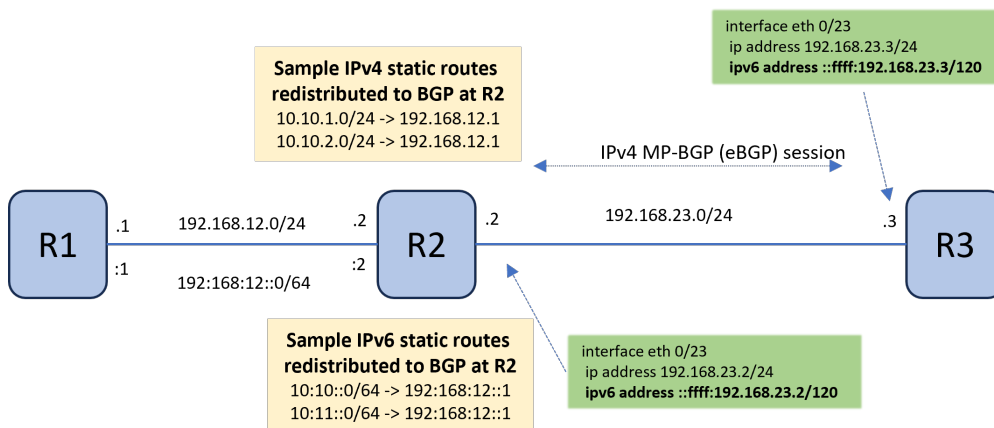 interface eth 0/23
ip address 192.168.23.3/24
ipv6 address ::ffff:192.168.23.3/120
Sample IPv4 static routes
redistributed to BGP at R2
10.10.1.0/24 -> 192.168.12.1
10.10.2.0/24 -> 192.168.12.1
IPv4 MP-BGP (eBGP) session
R1
.1
192.168.12.0/24
.2
R2
.2
192.168.23.0/24
.3
R3
:1
192:168:12::0/64
:2
Sample IPv6 static routes
redistributed to BGP at R2
10:10::0/64 -> 192:168:12::1
10:11::0/64 -> 192:168:12::1
interface eth 0/23
ip address 192.168.23.2/24
ipv6 address ::ffff:192.168.23.2/120